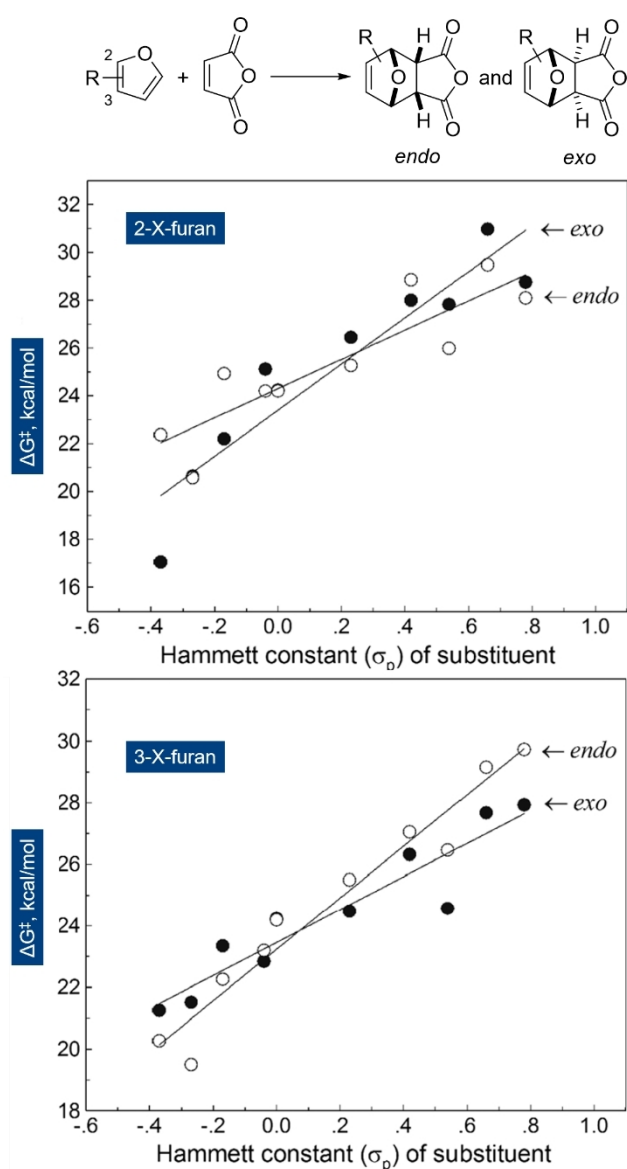 2
O
R
3
+
O
O
O
R
O
H
H
O
O
O
endo
and
R
O
H
H
O
O
O
exo
2-X-furan
← exo
← endo
ΔG‡, kcal/mol
32
30
28
26
24
22
20
18
16
-.6 -.4 -.2 0.0 .2 .4 .6 .8 1.0
Hammett constant (σp) of substituent
3-X-furan
← endo
← exo
ΔG‡, kcal/mol
32
30
28
26
24
22
20
18
-.6 -.4 -.2 0.0 .2 .4 .6 .8 1.0
Hammett constant (σp) of substituent